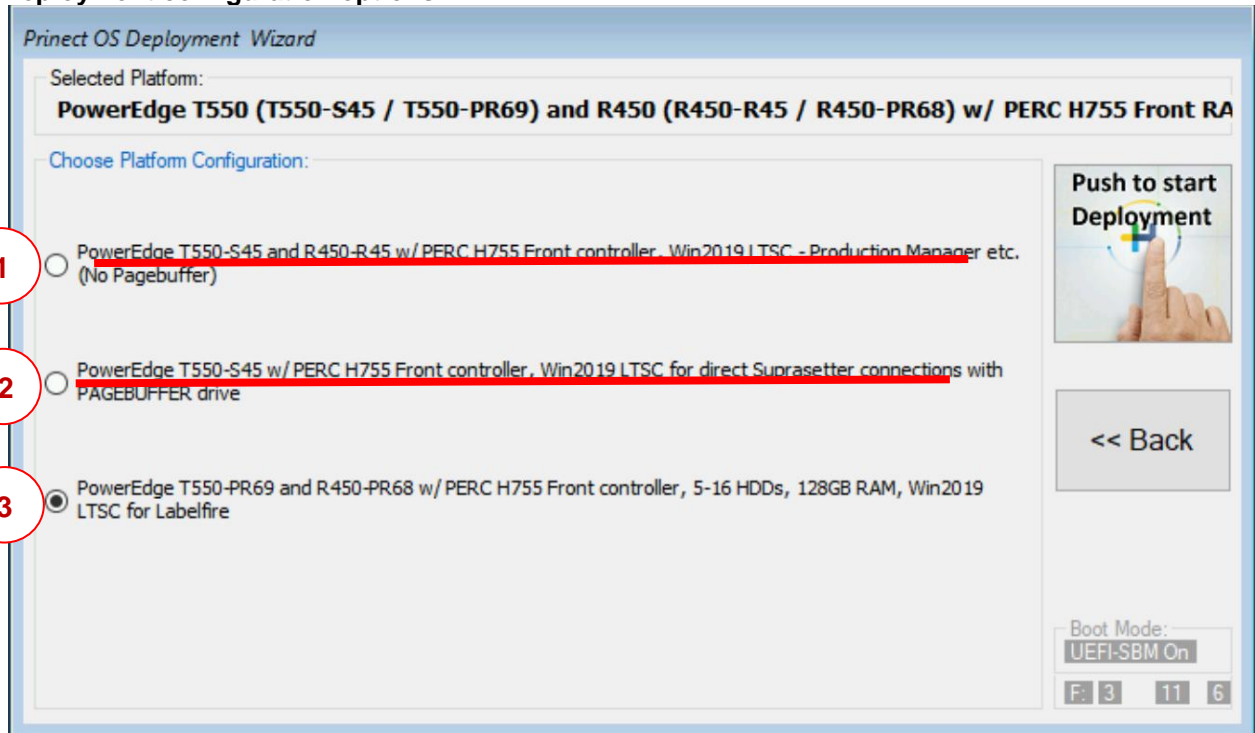 Deployment configuration options
Prinect OS Deployment Wizard
Selected Platform:
PowerEdge T550 (T550-S45 / T550-PR69) and R450 (R450-R45 / R450-PR68) w/ PERC H755 Front RA
Choose Platform Configuration:
Push to start
Deployment
1
PowerEdge T550-S45 and R450-R45 w/ PERC H755 Front controller, Win2019 LTSC - Production Manager etc.
(No Pagebuffer)
2
PowerEdge T550-S45 w/ PERC H755 Front controller, Win2019 LTSC for direct Suprasetter connections with
PAGEBUFFER drive
<< Back
3
PowerEdge T550-PR69 and R450-PR68 w/ PERC H755 Front controller, 5-16 HDDs, 128GB RAM, Win2019
LTSC for Labelfire
Boot Mode:
UEFI-SBM On
F: 3 11 6